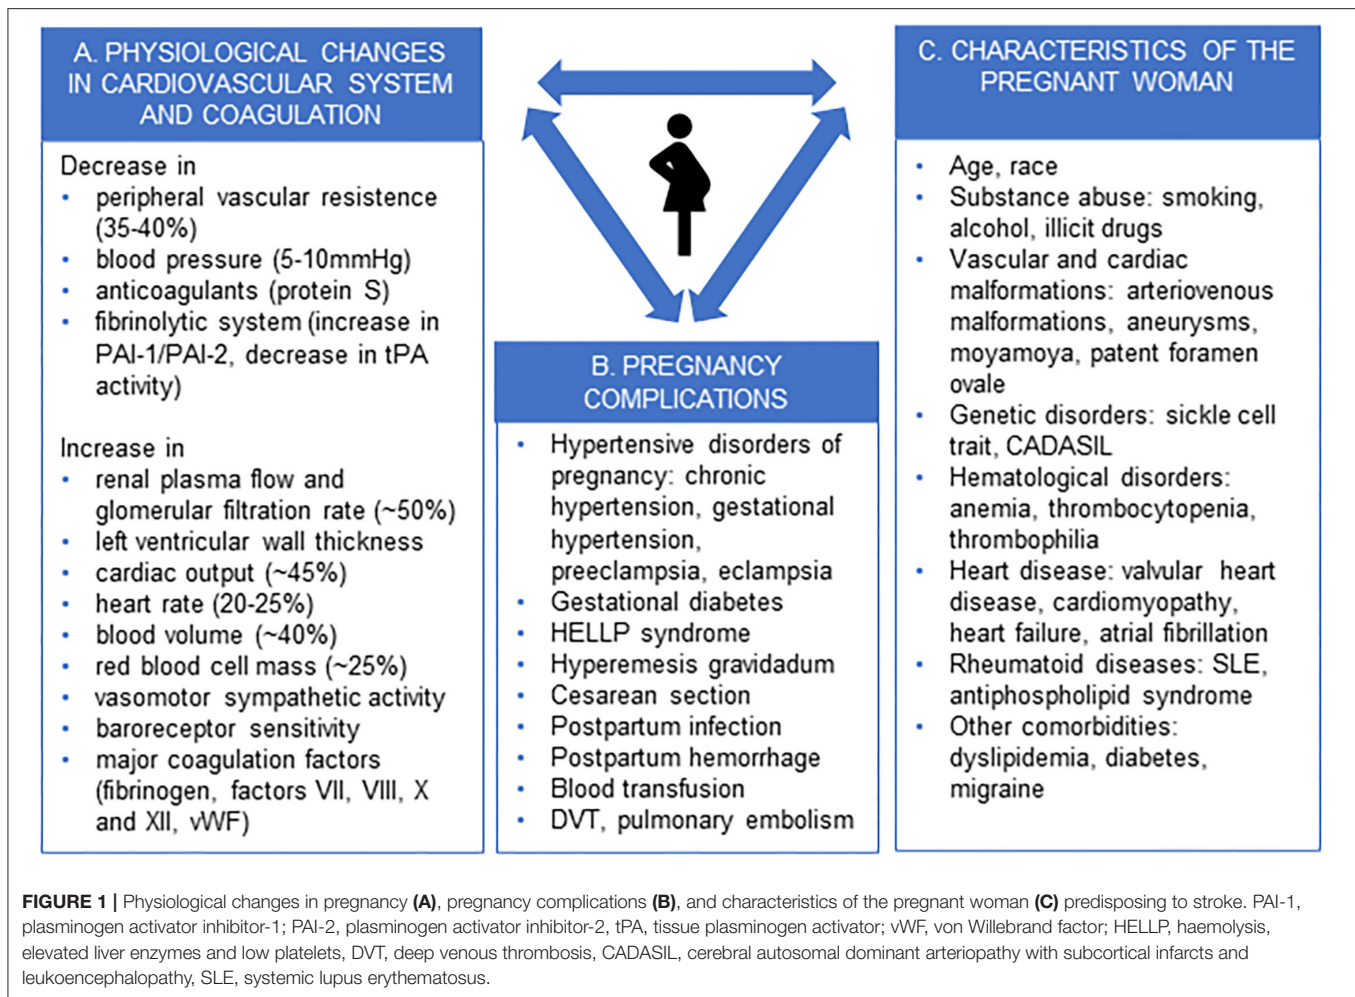 A. PHYSIOLOGICAL CHANGES
IN CARDIOVASCULAR SYSTEM
AND COAGULATION
Decrease in
• peripheral vascular resistence
(35-40%)
• blood pressure (5-10mmHg)
• anticoagulants (protein S)
• fibrinolytic system (increase in
PAI-1/PAI-2, decrease in tPA
activity)
Increase in
• renal plasma flow and
glomerular filtration rate (~50%)
• left ventricular wall thickness
• cardiac output (~45%)
• heart rate (20-25%)
• blood volume (~40%)
• red blood cell mass (~25%)
• vasomotor sympathetic activity
• baroreceptor sensitivity
• major coagulation factors
(fibrinogen, factors VII, VIII, X
and XII, vWF)
B. PREGNANCY
COMPLICATIONS
• Hypertensive disorders of
pregnancy: chronic
hypertension, gestational
hypertension,
preeclampsia, eclampsia
• Gestational diabetes
• HELLP syndrome
• Hyperemesis gravidadum
• Cesarean section
• Postpartum infection
• Postpartum hemorrhage
• Blood transfusion
• DVT, pulmonary embolism
C. CHARACTERISTICS OF THE
PREGNANT WOMAN
• Age, race
• Substance abuse: smoking,
alcohol, illicit drugs
• Vascular and cardiac
malformations: arteriovenous
malformations, aneurysms,
moyamoya, patent foramen
ovale
• Genetic disorders: sickle cell
trait, CADASIL
• Hematological disorders:
anemia, thrombocytopenia,
thrombophilia
• Heart disease: valvular heart
disease, cardiomyopathy,
heart failure, atrial fibrillation
• Rheumatoid diseases: SLE,
antiphospholipid syndrome
• Other comorbidities:
dyslipidemia, diabetes,
migraine
FIGURE 1 | Physiological changes in pregnancy (A), pregnancy complications (B), and characteristics of the pregnant woman (C) predisposing to stroke. PAI-1,
plasminogen activator inhibitor-1; PAI-2, plasminogen activator inhibitor-2, tPA, tissue plasminogen activator; vWF, von Willebrand factor; HELLP, haemolysis,
elevated liver enzymes and low platelets, DVT, deep venous thrombosis, CADASIL, cerebral autosomal dominant arteriopathy with subcortical infarcts and
leukoencephalopathy, SLE, systemic lupus erythematosus.